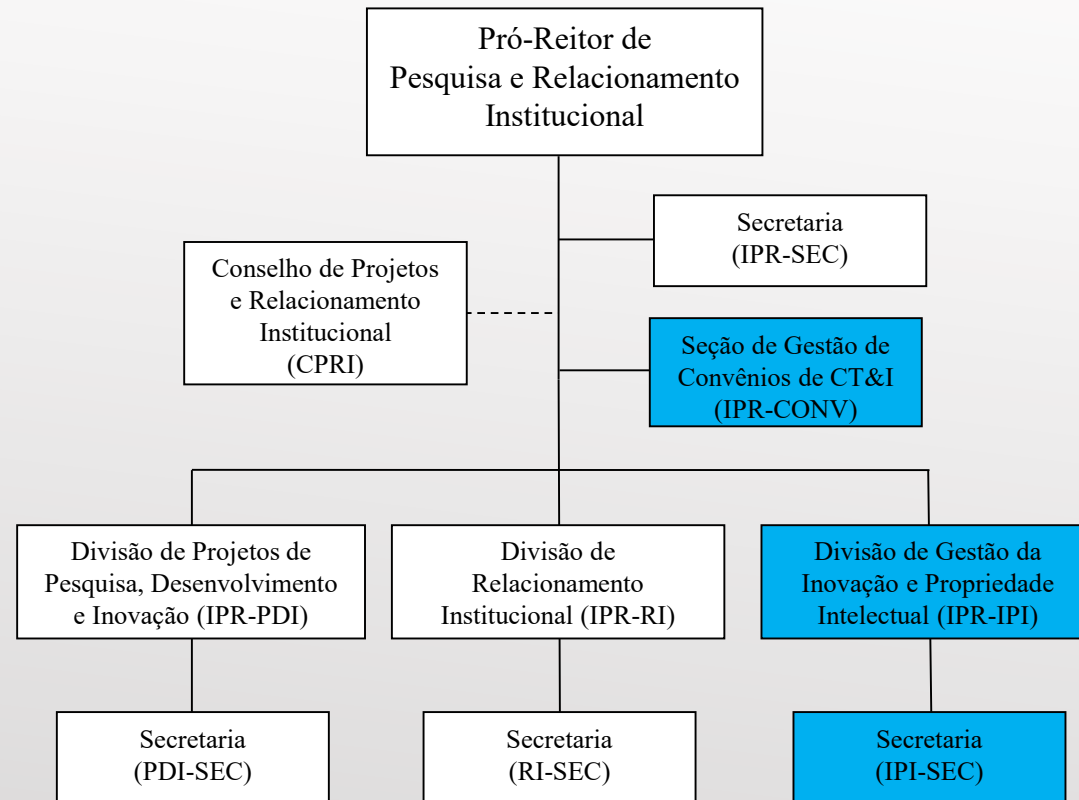 Pró-Reitor de
Pesquisa e Relacionamento
Institucional
Secretaria
(IPR-SEC)
Conselho de Projetos
e Relacionamento
Institucional
(CPRI)
Seção de Gestão de
Convênios de CT&I
(IPR-CONV)
Divisão de Projetos de
Pesquisa, Desenvolvimento
e Inovação (IPR-PDI)
Divisão de
Relacionamento
Institucional (IPR-RI)
Divisão de Gestão da
Inovação e Propriedade
Intelectual (IPR-IPI)
Secretaria
(PDI-SEC)
Secretaria
(RI-SEC)
Secretaria
(IPI-SEC)